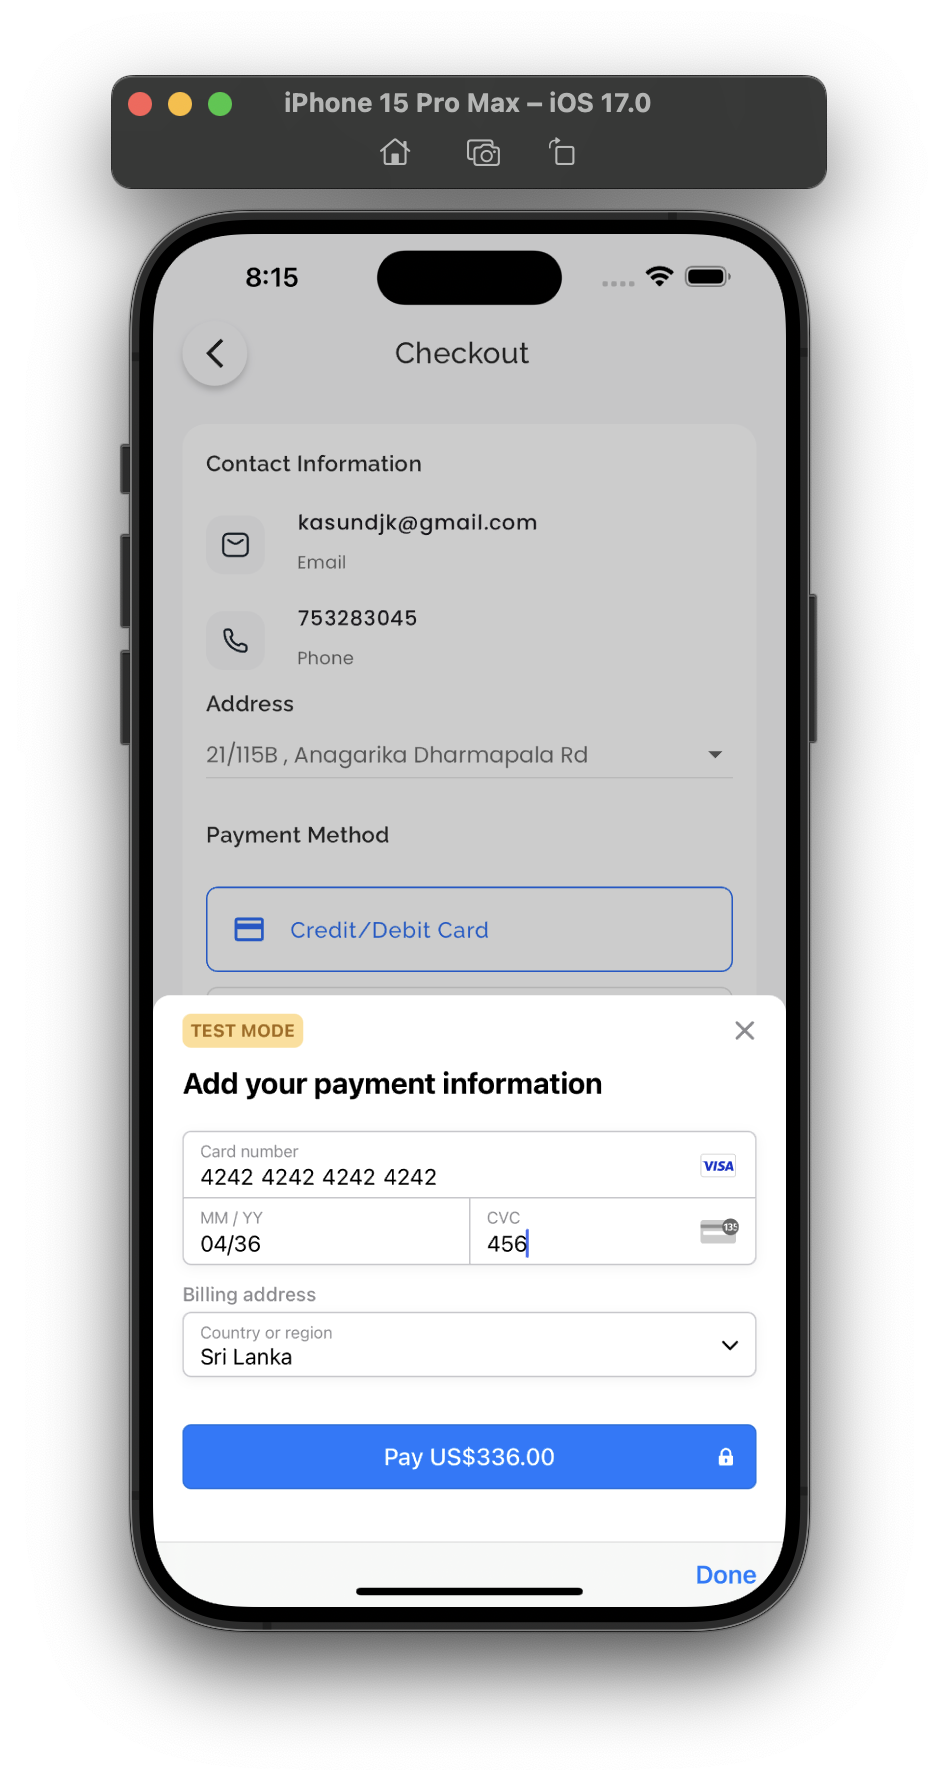 iPhone 15 Pro Max – iOS 17.0
8:15
Checkout
Contact Information
kasundjk@gmail.com
Email
753283045
Phone
Address
21/115B , Anagarika Dharmapala Rd
Payment Method
Credit/Debit Card
TEST MODE
Add your payment information
Card number
4242 4242 4242 4242
VISA
MM / YY
04/36
CVC
456
135
Billing address
Country or region
Sri Lanka
Pay US$336.00
Done